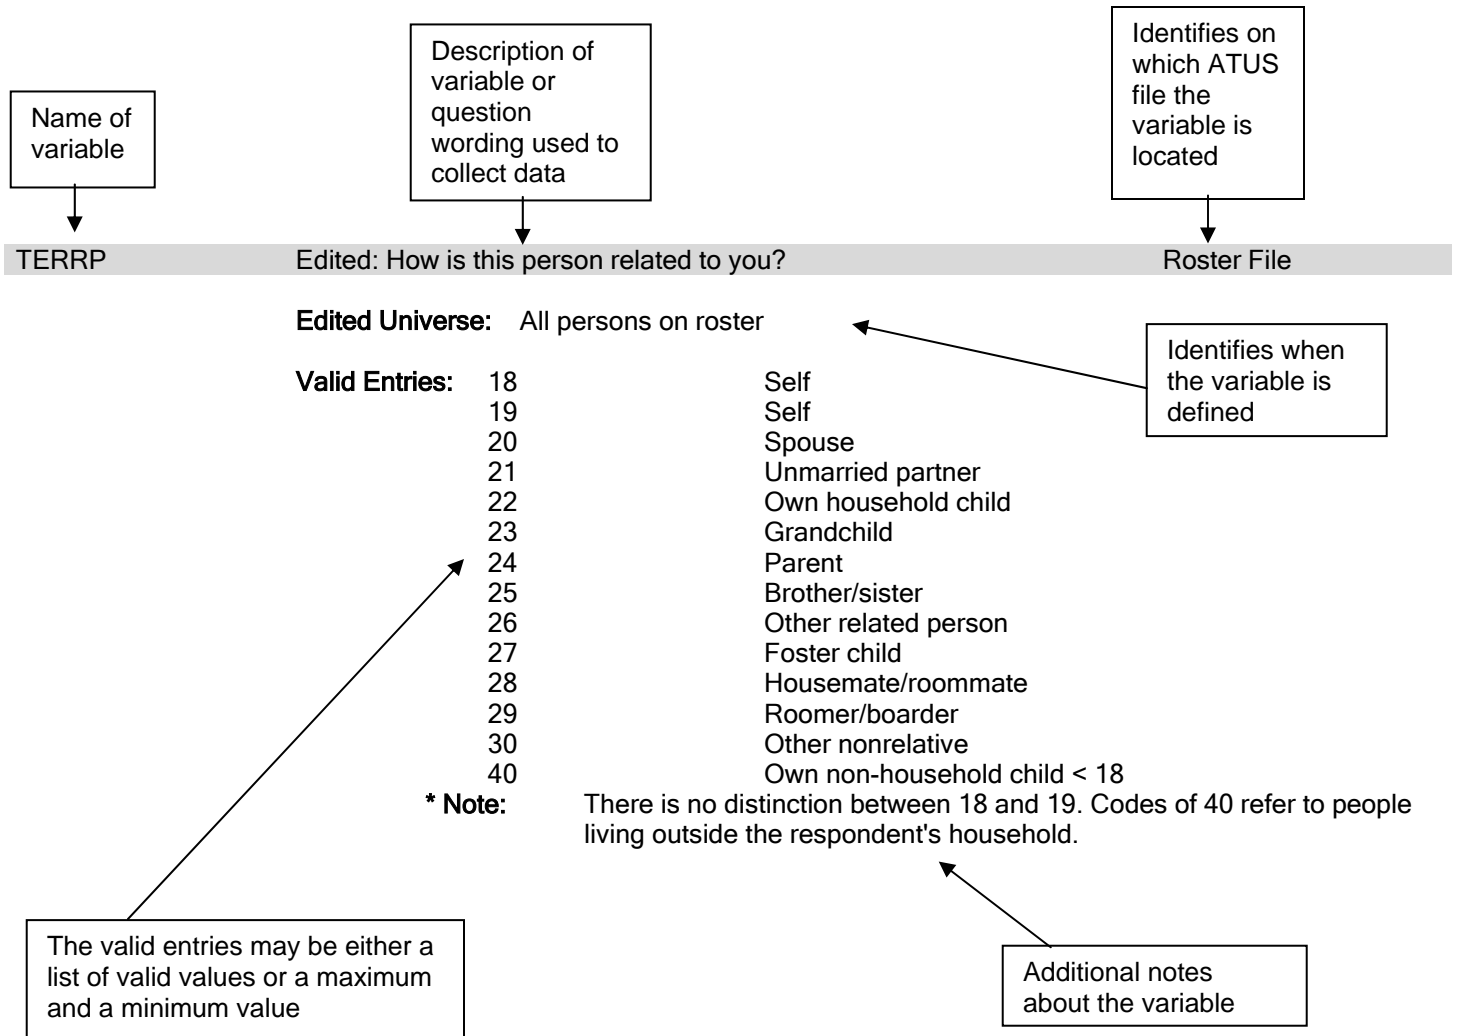 Name of
variable
Description of
variable or
question
wording used to
collect data
Identifies on
which ATUS
file the
variable is
located
TERRP Edited: How is this person related to you? Roster File
Edited Universe: All persons on roster
Identifies when
the variable is
defined
Valid Entries: 18 Self
19 Self
20 Spouse
21 Unmarried partner
22 Own household child
23 Grandchild
24 Parent
25 Brother/sister
26 Other related person
27 Foster child
28 Housemate/roommate
29 Roomer/boarder
30 Other nonrelative
40 Own non-household child < 18
* Note: There is no distinction between 18 and 19. Codes of 40 refer to people
living outside the respondent's household.
The valid entries may be either a
list of valid values or a maximum
and a minimum value
Additional notes
about the variable